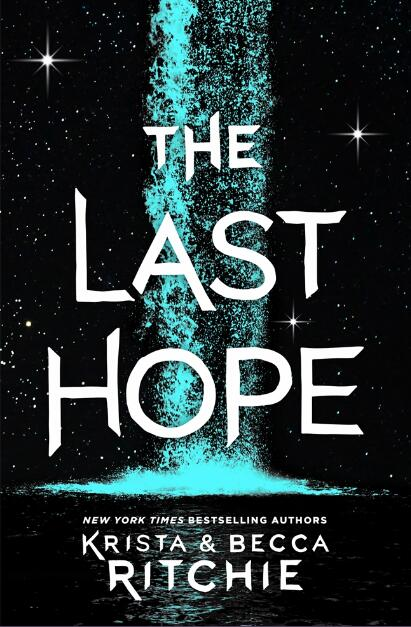 THE
LAST
HOPE
NEW YORK TIMES BESTSELLING AUTHORS
KRISTA & BECCA
RITCHIE